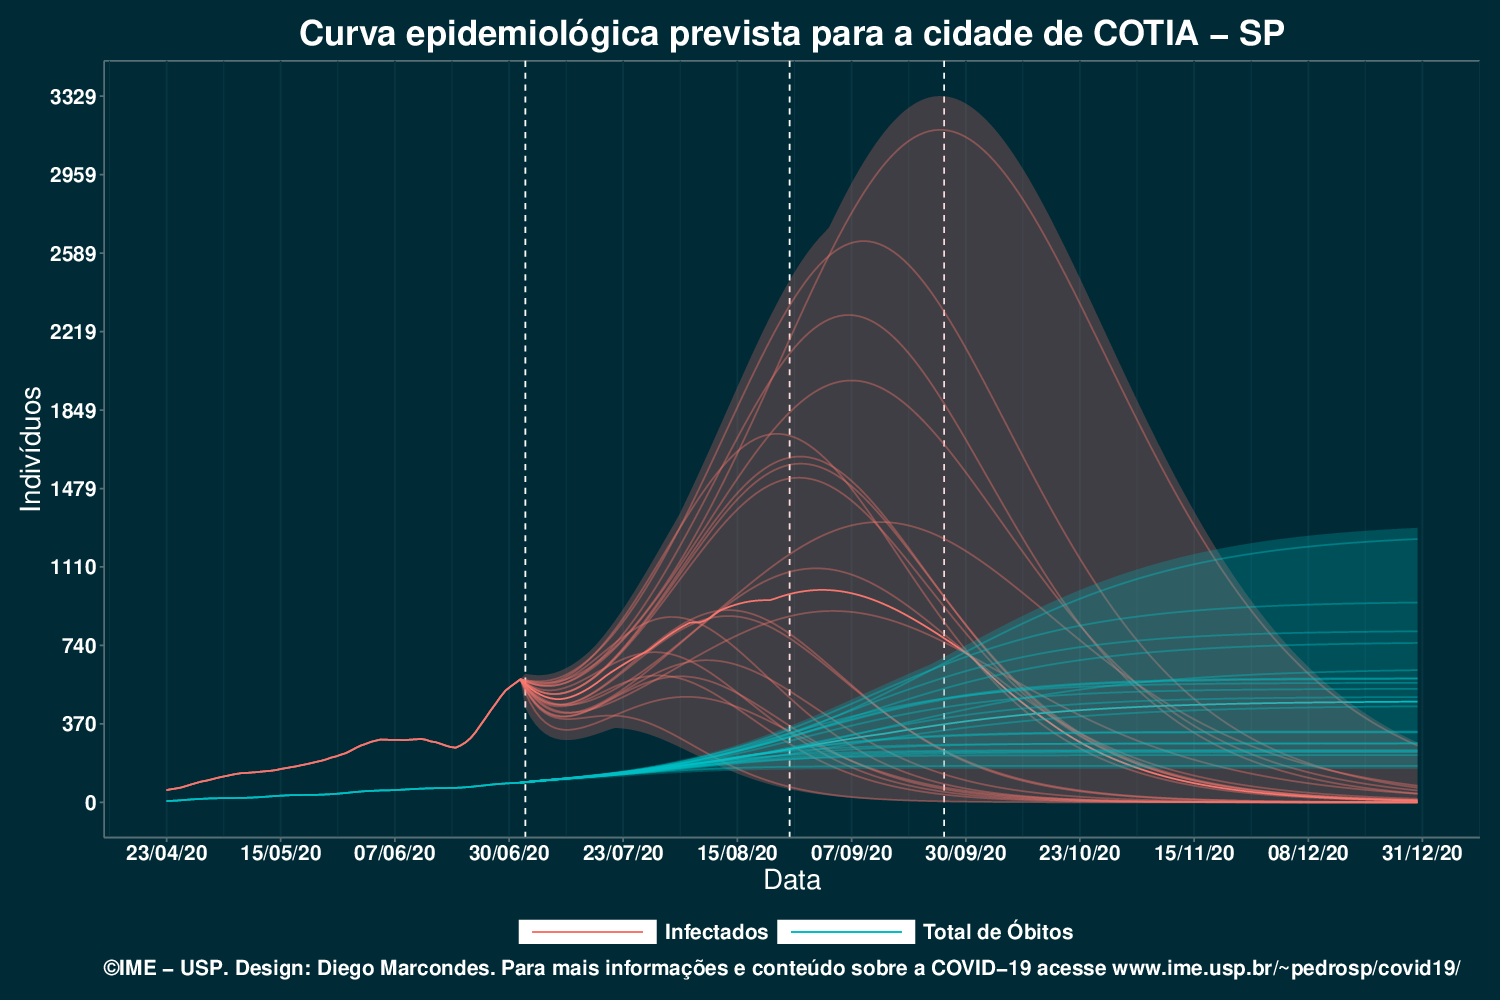 Curva epidemiológica prevista para a cidade de COTIA – SP
3329
2959
2589
2219
1849
1479
1110
740
370
0
Indivíduos
23/04/20 15/05/20 07/06/20 30/06/20 23/07/20 15/08/20 07/09/20 30/09/20 23/10/20 15/11/20 08/12/20 31/12/20
Data
Infectados Total de Óbitos
©IME – USP. Design: Diego Marcondes. Para mais informações e conteúdo sobre a COVID–19 acesse www.ime.usp.br/~pedrosp/covid19/